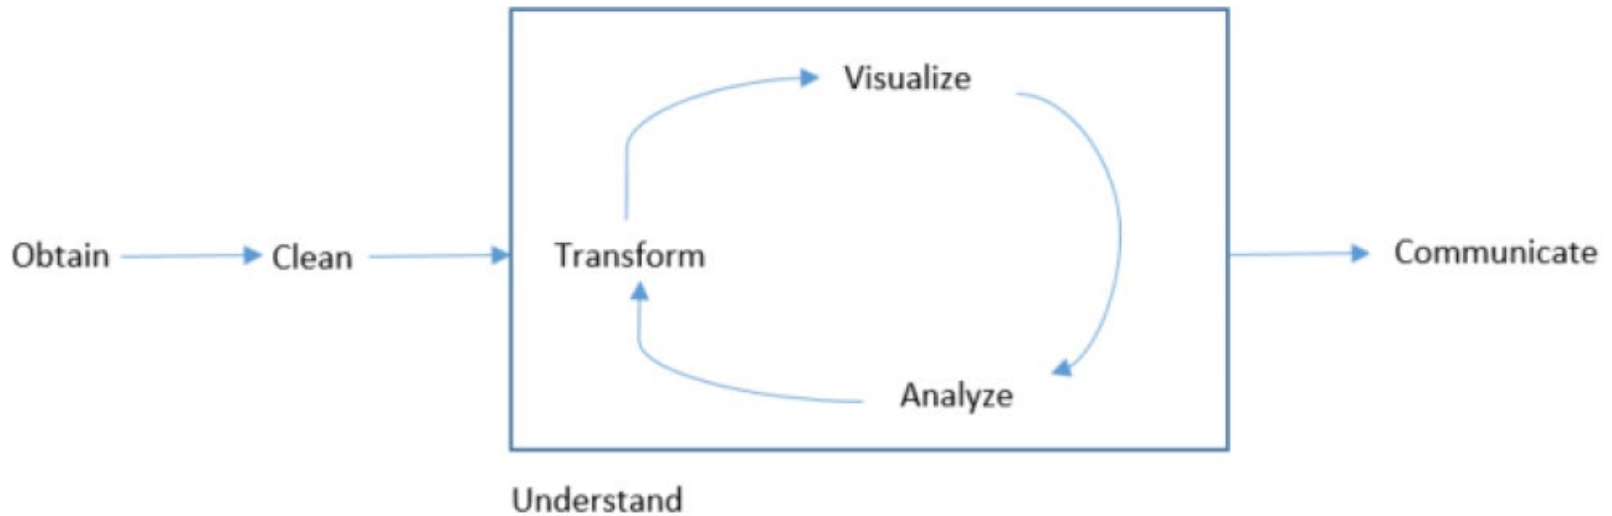 Visualize
Obtain
Clean
Transform
Communicate
Analyze
Understand